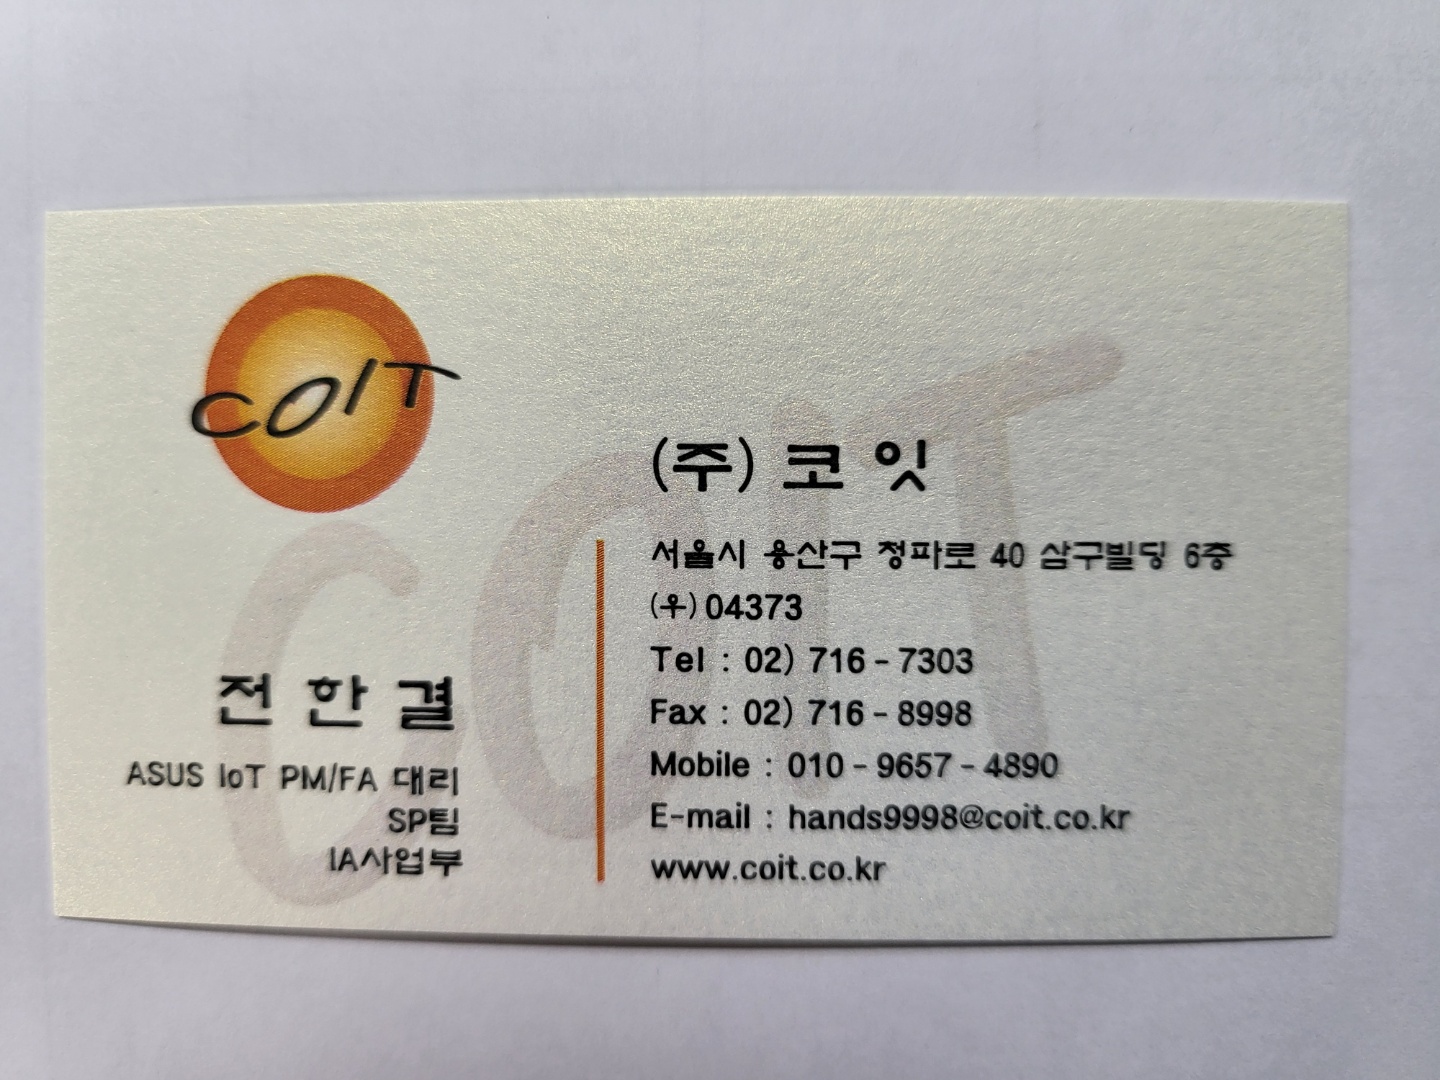 COIT
전한결
ASUS IoT PM/FA 대리
SP팀
IA사업부
(주) 코잇
서울시 용산구 청파로 40 삼구빌딩 6층
(우)04373
Tel : 02) 716 - 7303
Fax : 02) 716 - 8998
Mobile : 010 - 9657 - 4890
E-mail : hands9998@coit.co.kr
www.coit.co.kr
COIT